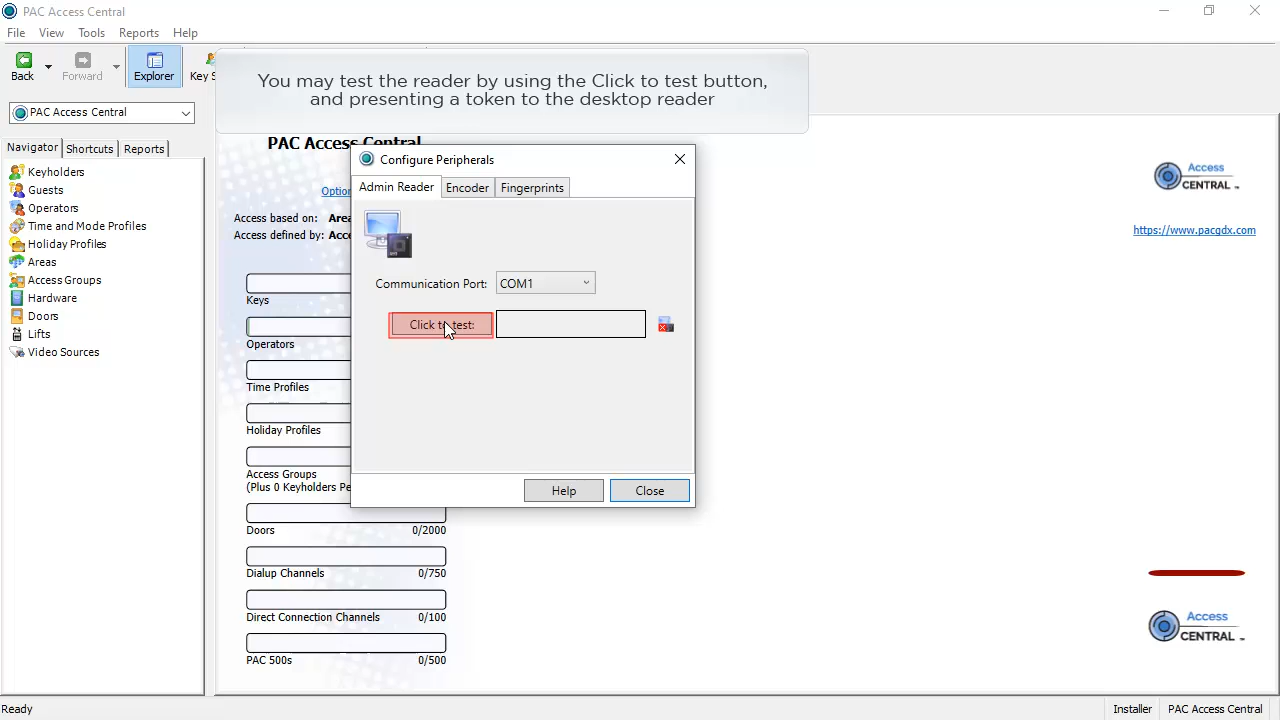 PAC Access Central
File View Tools Reports Help
Back Forward Explorer Key S
You may test the reader by using the Click to test button,
and presenting a token to the desktop reader
PAC Access Central
Navigator Shortcuts Reports
Keyholders
Guests
Operators
Time and Mode Profiles
Holiday Profiles
Areas
Access Groups
Hardware
Doors
Lifts
Video Sources
PAC Access Central
Option
Access based on: Area
Access defined by: Acce
Keys
Operators
Time Profiles
Holiday Profiles
Access Groups
(Plus 0 Keyholders Pe
Doors 0/2000
Dialup Channels 0/750
Direct Connection Channels 0/100
PAC 500s 0/500
Configure Peripherals
Admin Reader Encoder Fingerprints
Communication Port: COM1
Click to test:
Help Close
Access
CENTRAL™
https://www.pacgdx.com
Access
CENTRAL™
Ready Installer PAC Access Central